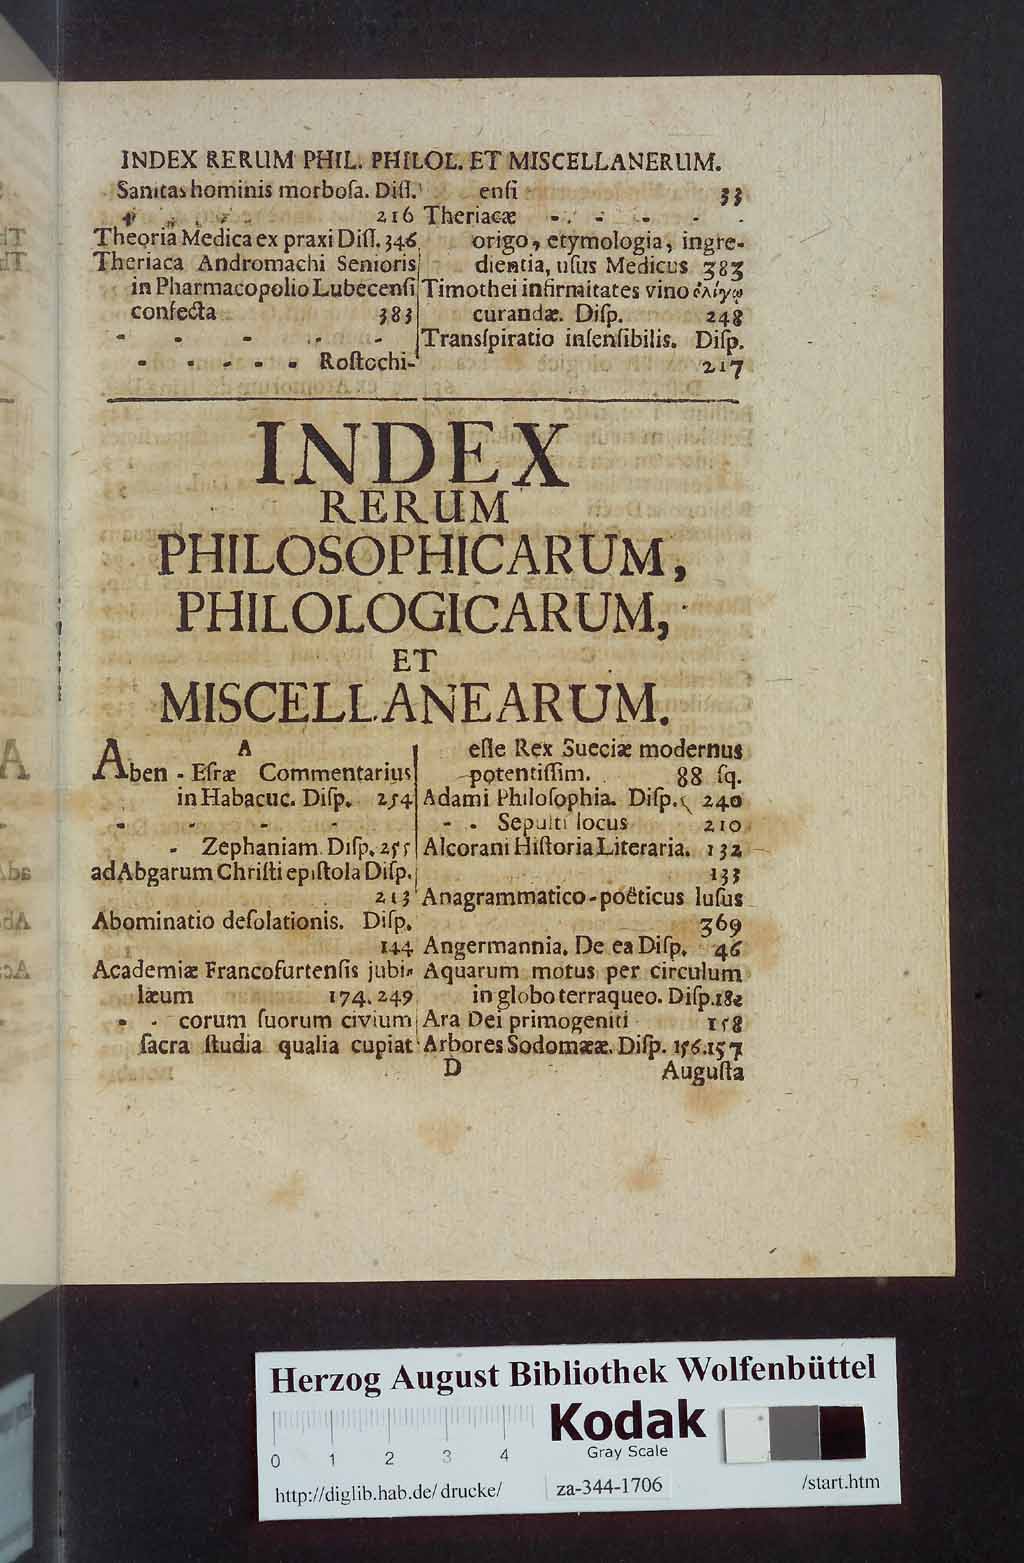 INDEX RERUM PHIL. PHILOL. ET MISCELLANERUM.
Sanitas hominis morboſa. Diſſ.
216
Theoria Medica ex praxi Diſſ. 346
Theriaca Andromachi Senioris
in Pharmacopolio Lubecenſi
confecta 383
- - - - -
- - - - - Roſtochi-
enſi 33
Theriacæ - - - - -
origo, etymologia, ingre-
dientia, uſus Medicus 383
Timothei infirmitates vino ὀλίγῳ
curandæ. Diſp. 248
Tranſpiratio inſenſibilis. Diſp.
217
INDEX
RERUM
PHILOSOPHICARUM,
PHILOLOGICARUM,
ET
MISCELLANEARUM.
A
Aben - Eſræ Commentarius
in Habacuc. Diſp. 254
- - - - -
- Zephaniam Diſp. 255
ad Abgarum Chriſti epiſtola Diſp.
213
Abominatio deſolationis. Diſp.
144
Academiæ Francofurtenſis jubi-
læum 174. 249
- - corum ſuorum civium
ſacra ſtudia qualia cupiat
eſſe Rex Sueciæ modernus
potentiſſim. 88 ſq.
Adami Philoſophia. Diſp. 240
- - Sepulti locus 210
Alcorani Hiſtoria Literaria. 132
133
Anagrammatico-poëticus luſus
369
Angermannia. De ea Diſp. 46
Aquarum motus per circulum
in globo terraqueo. Diſp. 182
Ara Dei primogeniti 158
Arbores Sodomææ. Diſp. 156. 157
D Auguſta
Herzog August Bibliothek Wolfenbüttel
Kodak
Gray Scale
0 1 2 3 4
http://diglib.hab.de/drucke/ za-344-1706 /start.htm